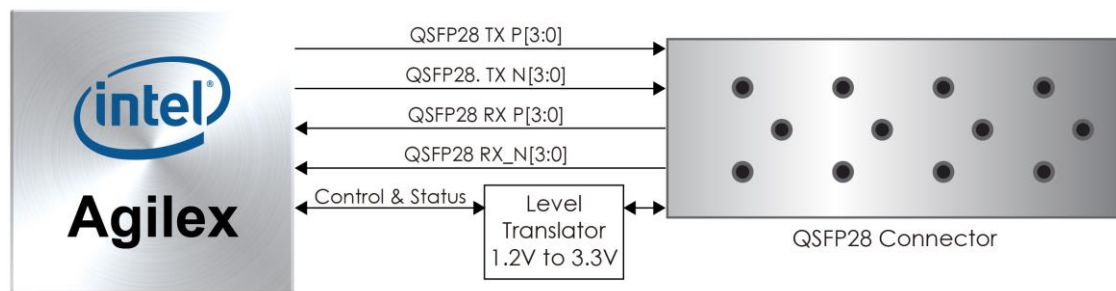 QSFP28 TX P[3:0]
QSFP28. TX N[3:0]
QSFP28 RX P[3:0]
QSFP28 RX_N[3:0]
Control & Status
Level
Translator
1.2V to 3.3V
intel®
Agilex
QSFP28 Connector